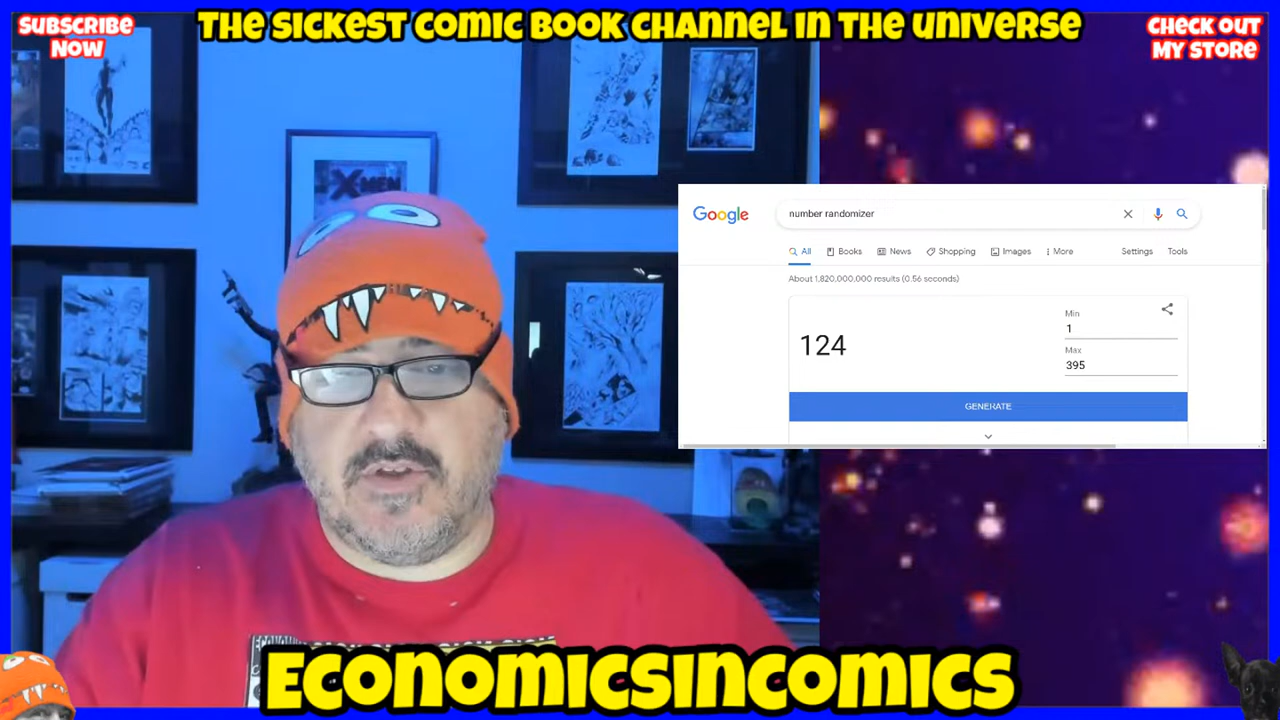 THE SICKEST COMIC BOOK CHANNEL IN THE UNIVERSE
SUBSCRIBE
NOW
CHECK OUT
MY STORE
X-MEN
Google
number randomizer
All
Books
News
Shopping
Images
More
Settings
Tools
About 1,820,000,000 results (0.56 seconds)
124
Min
1
Max
395
GENERATE
ECONOMICSINCOMICS